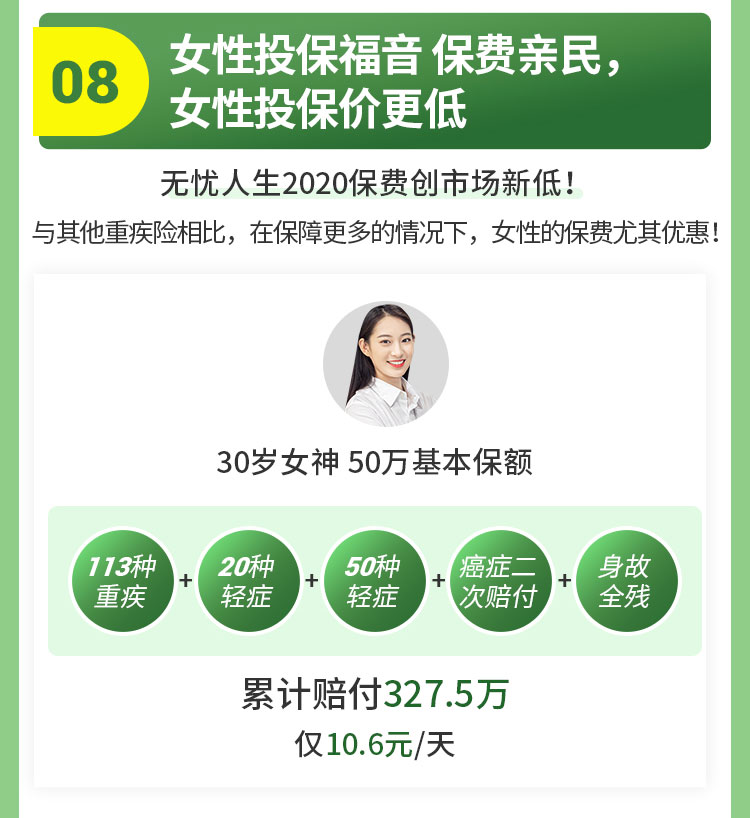 08
女性投保福音 保费亲民，
女性投保价更低
无忧人生2020保费创市场新低！
与其他重疾险相比，在保障更多的情况下，女性的保费尤其优惠！
30岁女神 50万基本保额
113种
重疾
+
20种
轻症
+
50种
轻症
+
癌症二
次赔付
+
身故
全残
累计赔付327.5万
仅10.6元/天